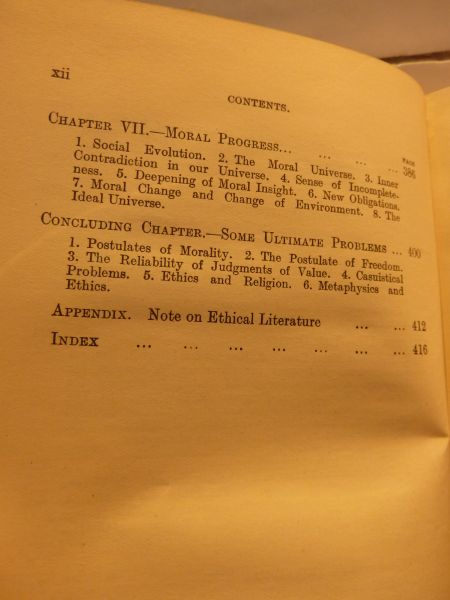 xii
CONTENTS.
PAGE
CHAPTER VII.—MORAL PROGRESS... ... ... ... 386
1. Social Evolution. 2. The Moral Universe. 3. Inner
Contradiction in our Universe. 4. Sense of Incomplete-
ness. 5. Deepening of Moral Insight. 6. New Obligations.
7. Moral Change and Change of Environment. 8. The
Ideal Universe.
CONCLUDING CHAPTER.—SOME ULTIMATE PROBLEMS ... 400
1. Postulates of Morality. 2. The Postulate of Freedom.
3. The Reliability of Judgments of Value. 4. Casuistical
Problems. 5. Ethics and Religion. 6. Metaphysics and
Ethics.
APPENDIX. Note on Ethical Literature ... ... 412
INDEX ... ... ... ... ... ... ... 416